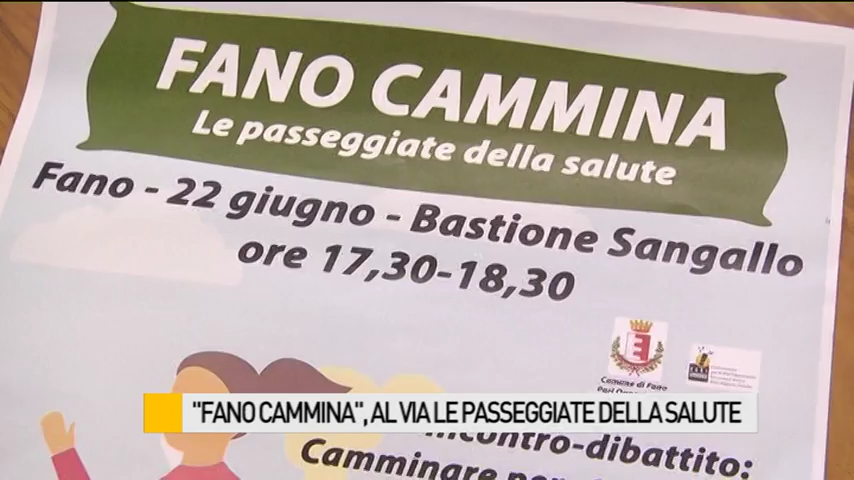 FANO CAMMINA
Le passeggiate della salute
Fano - 22 giugno - Bastione Sangallo
ore 17,30-18,30
Comune di Fano
"FANO CAMMINA", AL VIA LE PASSEGGIATE DELLA SALUTE
incontro-dibattito:
Camminare